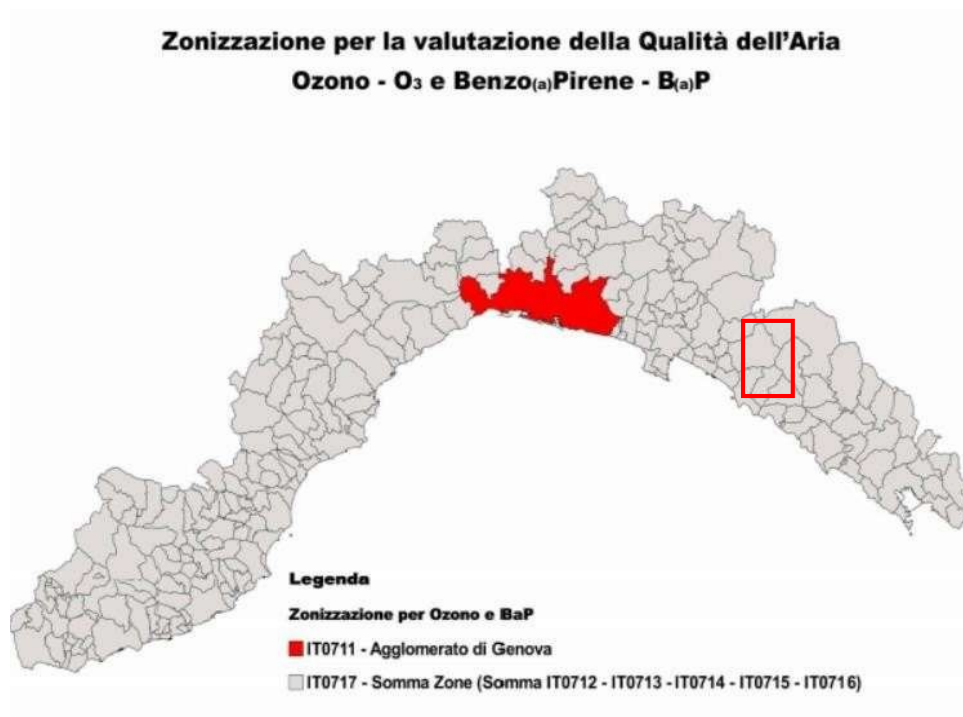 Zonizzazione per la valutazione della Qualità dell'Aria
Ozono - O3 e Benzo(a)Pirene - B(a)P
Legenda
Zonizzazione per Ozono e BaP
IT0711 - Agglomerato di Genova
IT0717 - Somma Zone (Somma IT0712 - IT0713 - IT0714 - IT0715 - IT0716)